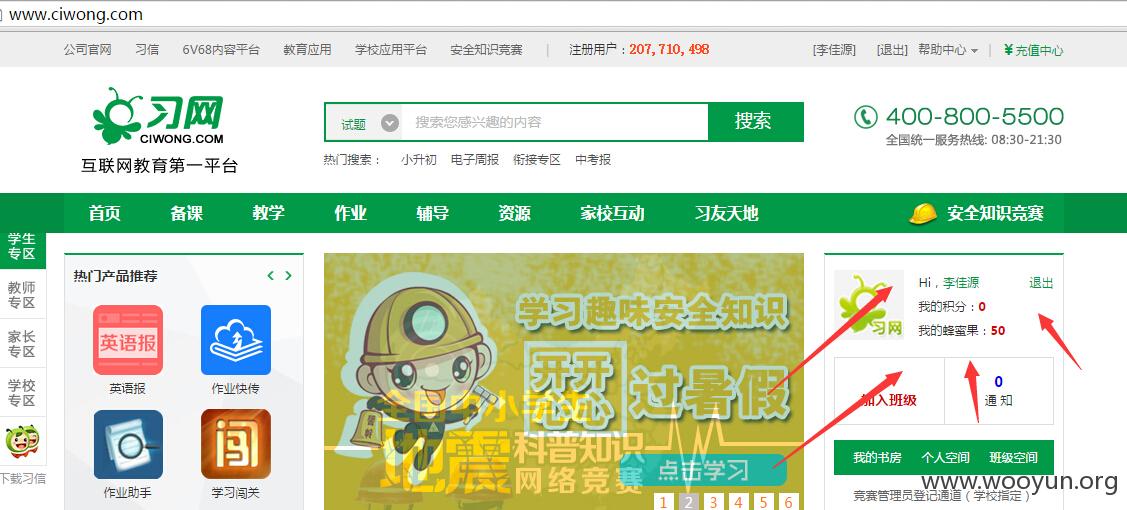 www.ciwong.com
公司官网 习信 6V68内容平台 教育应用 学校应用平台 安全知识竞赛 | 注册用户：207,710,498 [李佳源] [退出] 帮助中心 | ¥充值中心
习网
CIWONG.COM
互联网教育第一平台
试题 搜索您感兴趣的内容 搜索
热门搜索： 小升初 电子周报 衔接专区 中考报
400-800-5500
全国统一服务热线: 08:30-21:30
首页 备课 教学 作业 辅导 资源 家校互动 习友天地 安全知识竞赛
学生
专区
教师
专区
家长
专区
学校
专区
下载习信
热门产品推荐 < >
英语报
英语报
作业快传
作业助手
闯
学习闯关
学习趣味安全知识
开开
心心 过暑假
全国中小学生
地震 科普知识
网络竞赛
点击学习
1 2 3 4 5 6
习网
Hi，李佳源 退出
我的积分：0
我的蜂蜜果：50
加入班级
0
通 知
我的书房 个人空间 班级空间
竞赛管理员登记通道（学校指定）
www.wooyun.org